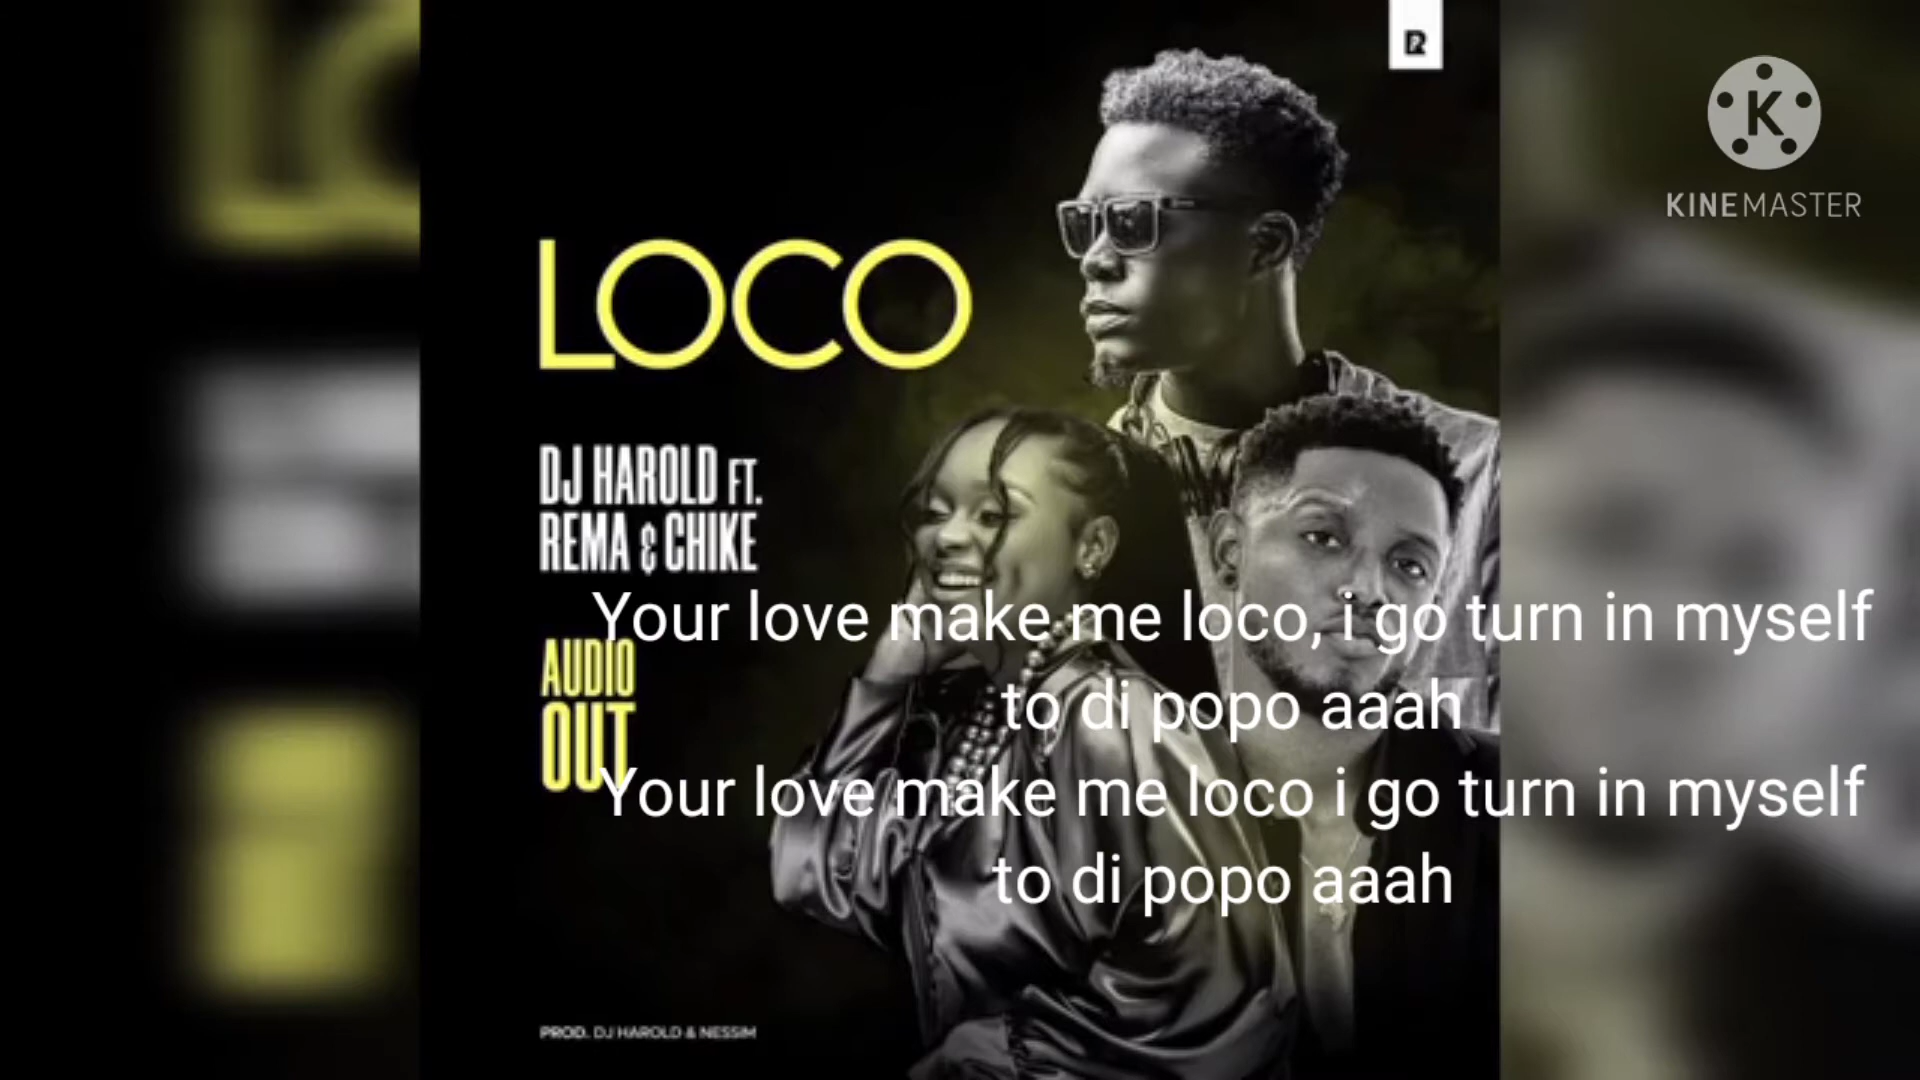 K
KINEMASTER
LOCO
DJ HAROLD FT.
REMA & CHIKE
AUDIO
OUT
Your love make me loco, i go turn in myself
to di popo aaah
Your love make me loco i go turn in myself
to di popo aaah
PROD. DJ HAROLD & NESSIM